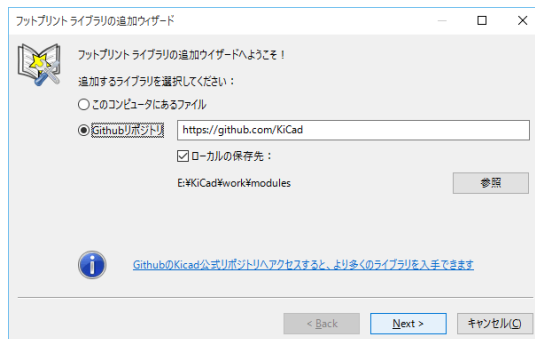 フットプリント ライブラリの追加ウィザード
フットプリント ライブラリの追加ウイザードへようこそ！
追加するライブラリを選択してください：
このコンピュータにあるファイル
Githubリポジトリ https://github.com/KiCad
ローカルの保存先：
E:¥KiCad¥work¥modules 参照
GithubのKicad公式リポジトリへアクセスすると、より多くのライブラリを入手できます
< Back Next > キャンセル(C)